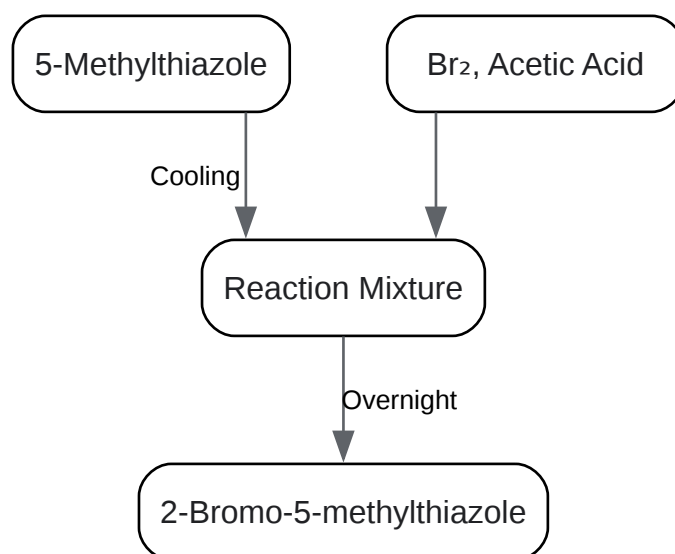 5-Methylthiazole
Br₂, Acetic Acid
Cooling
Reaction Mixture
Overnight
2-Bromo-5-methylthiazole